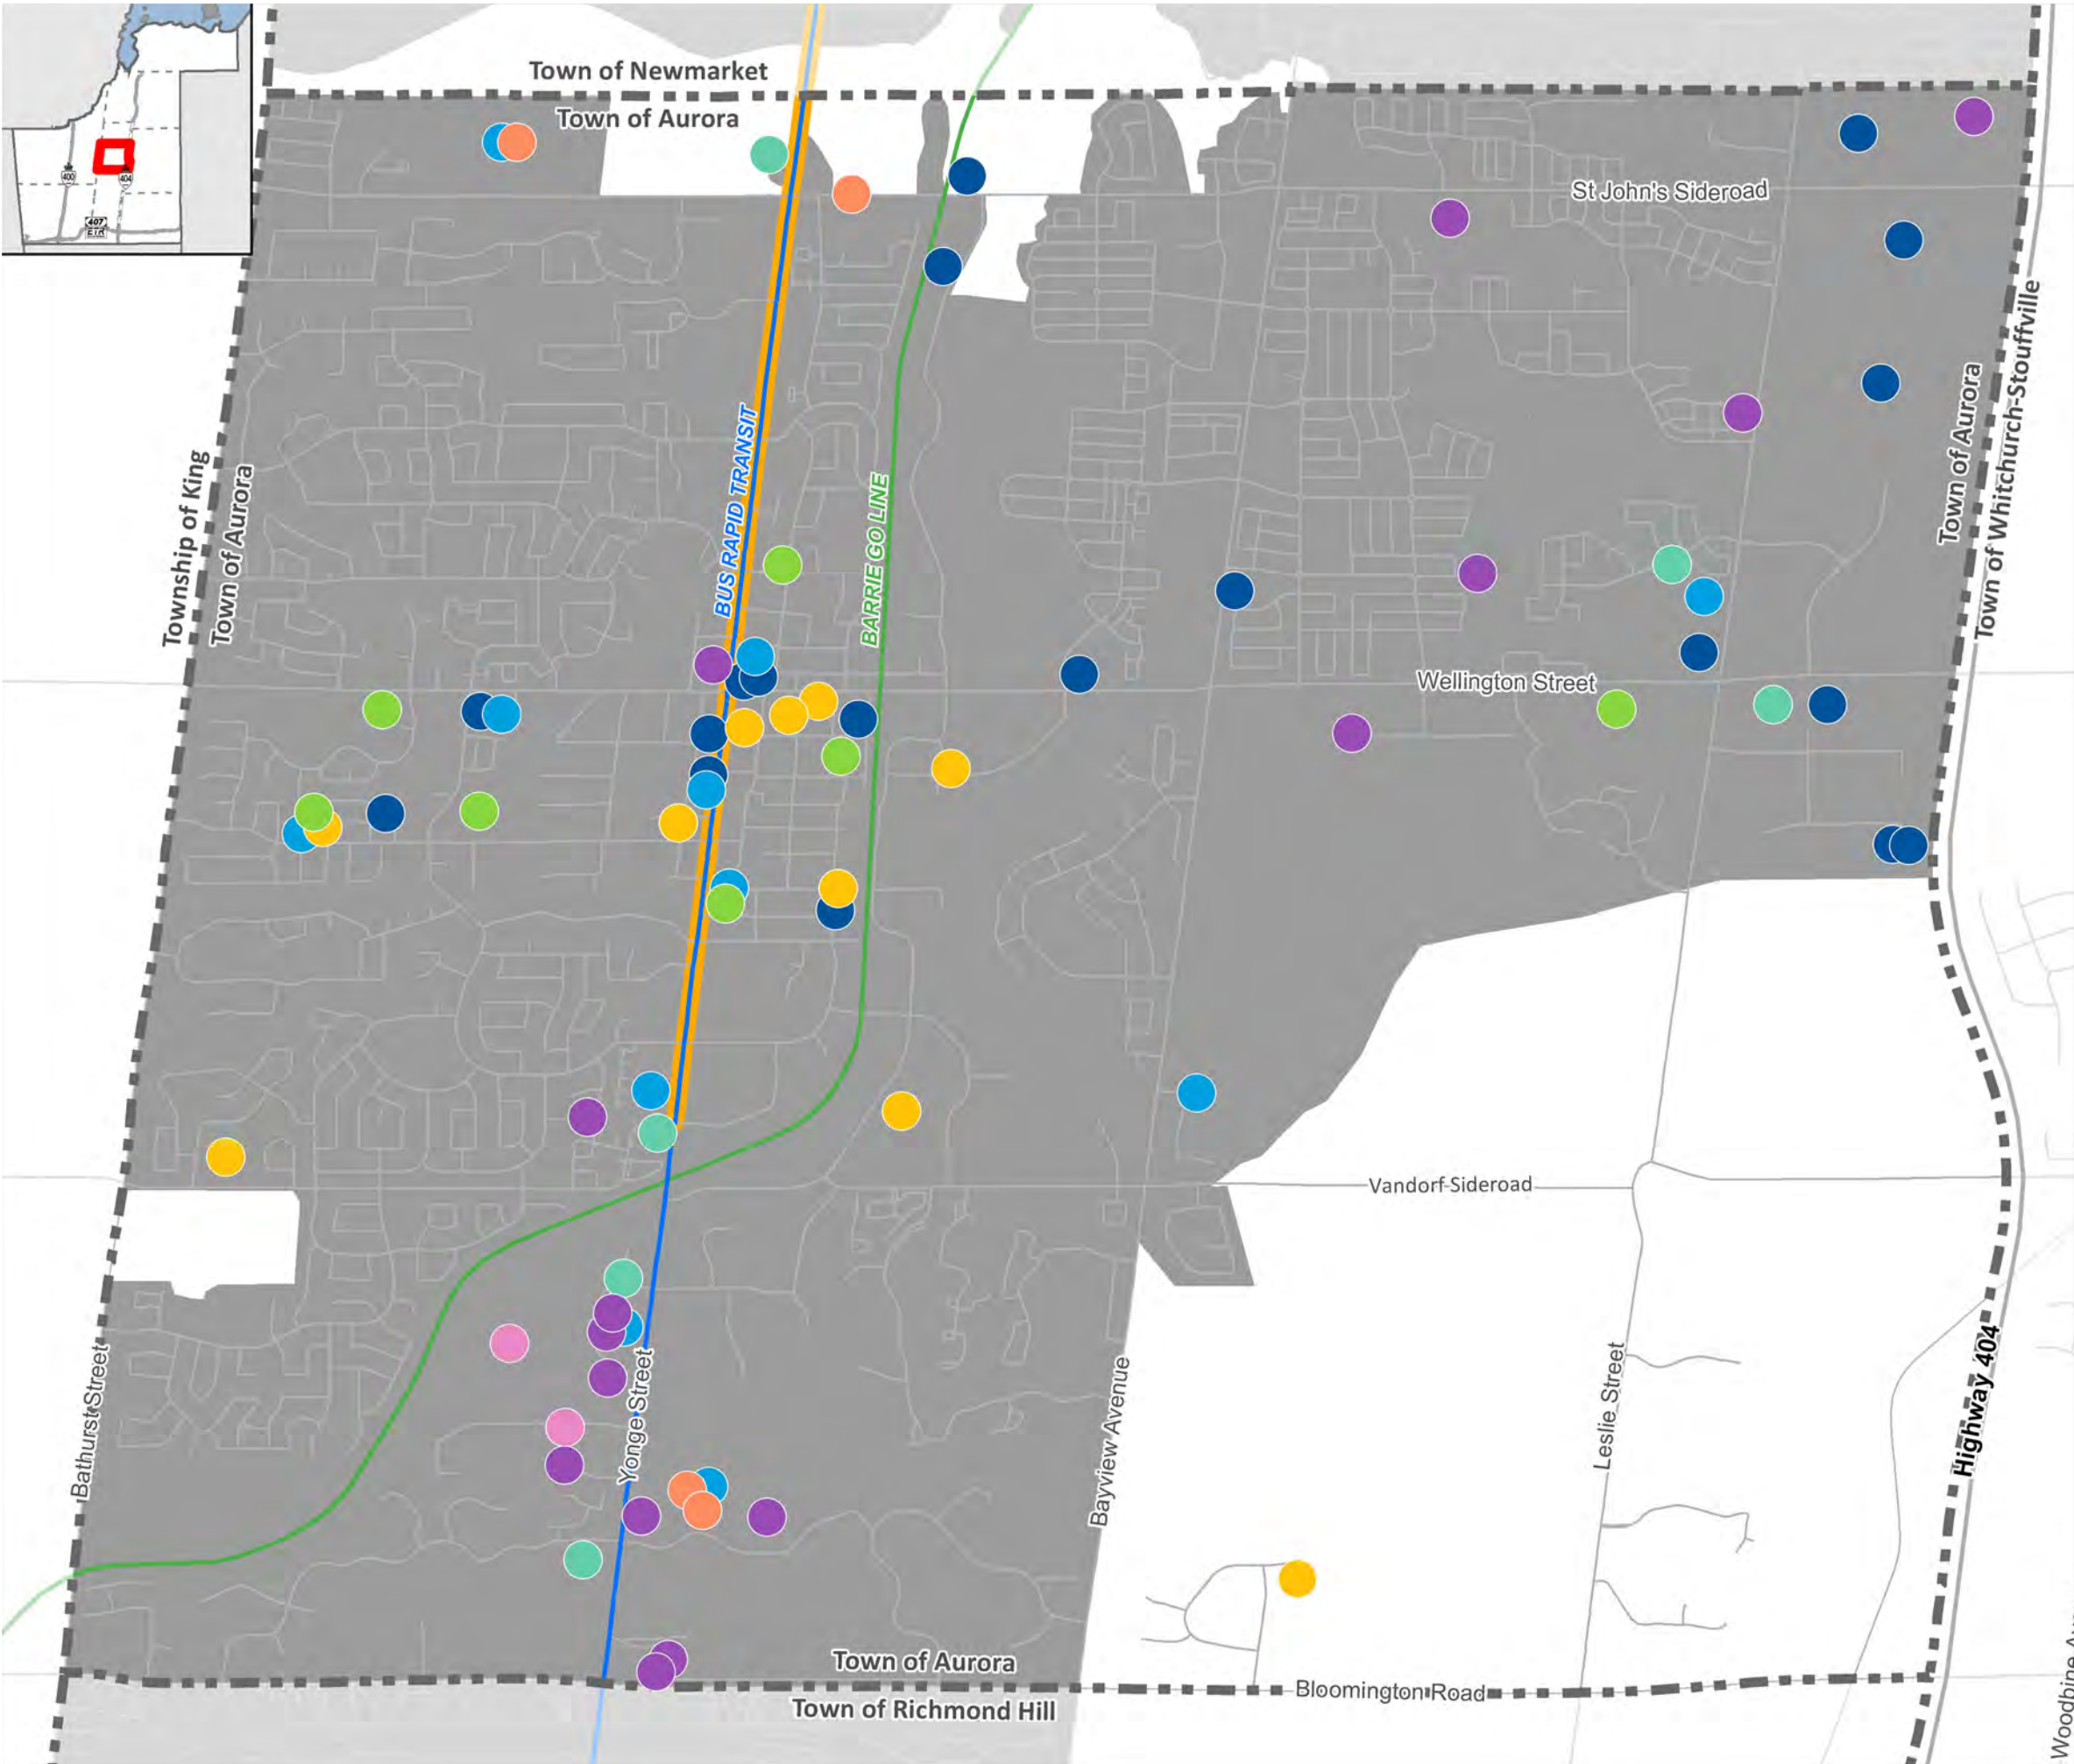 Town of Newmarket
Town of Aurora
400
404
407
ETR
St John's Sideroad
Township of King
Town of Aurora
BUS RAPID TRANSIT
BARRIE GO LINE
Town of Aurora
Town of Whitchurch-Stouffville
Wellington Street
Vandorf Sideroad
Bathurst Street
Yonge Street
Bayview Avenue
Leslie Street
Highway 404
Town of Aurora
Town of Richmond Hill
Bloomington Road
Woodbine